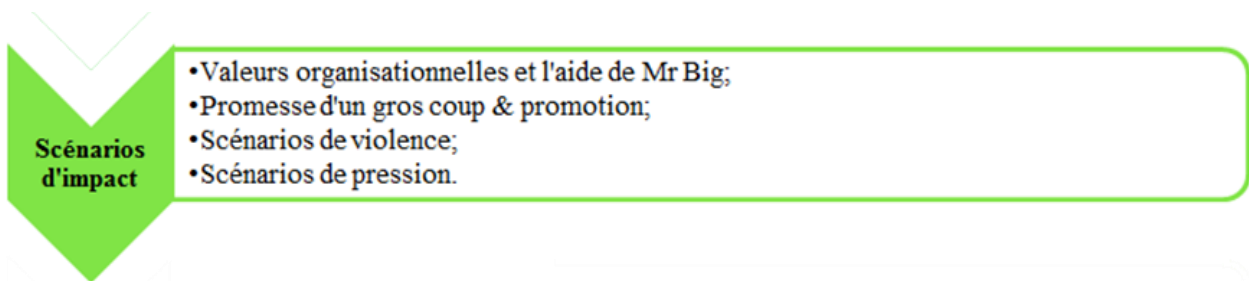 Scénarios
d'impact
•Valeurs organisationnelles et l'aide de Mr Big;
•Promesse d'un gros coup & promotion;
•Scénarios de violence;
•Scénarios de pression.